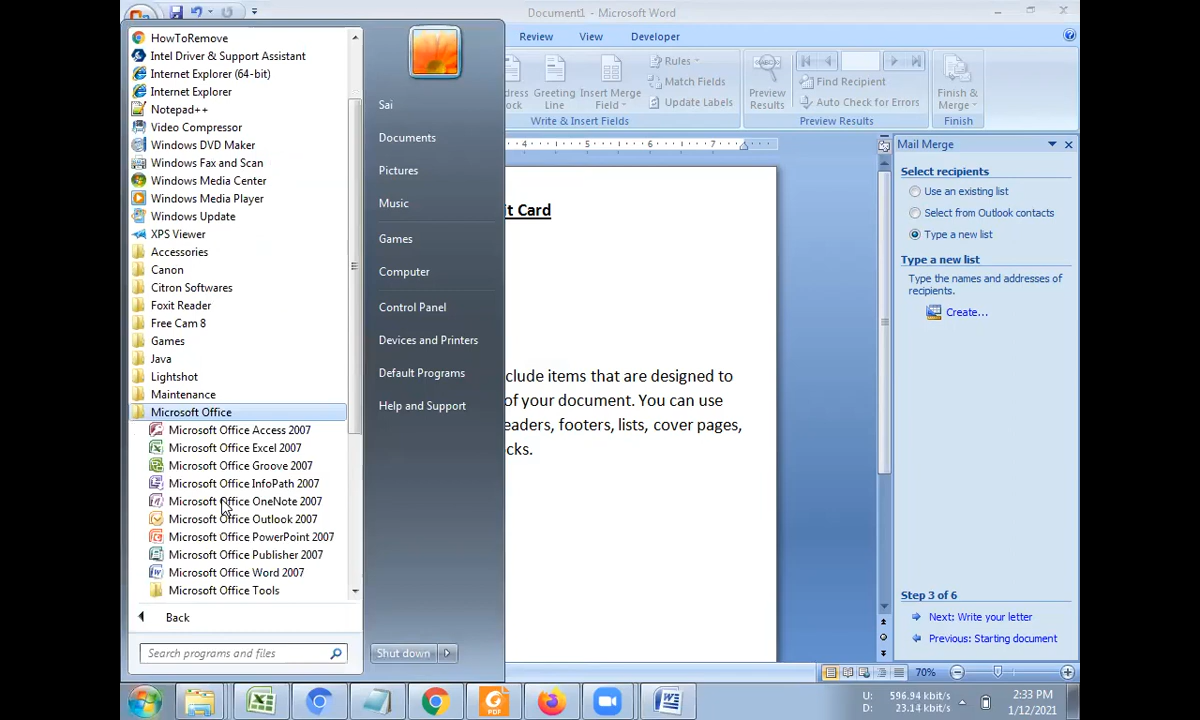 Document1 - Microsoft Word
HowToRemove
Intel Driver & Support Assistant
Internet Explorer (64-bit)
Internet Explorer
Notepad++
Video Compressor
Windows DVD Maker
Windows Fax and Scan
Windows Media Center
Windows Media Player
Windows Update
XPS Viewer
Accessories
Canon
Citron Softwares
Foxit Reader
Free Cam 8
Games
Java
Lightshot
Maintenance
Microsoft Office
Microsoft Office Access 2007
Microsoft Office Excel 2007
Microsoft Office Groove 2007
Microsoft Office InfoPath 2007
Microsoft Office OneNote 2007
Microsoft Office Outlook 2007
Microsoft Office PowerPoint 2007
Microsoft Office Publisher 2007
Microsoft Office Word 2007
Microsoft Office Tools
Back
Search programs and files
Sai
Documents
Pictures
Music
Games
Computer
Control Panel
Devices and Printers
Default Programs
Help and Support
Shut down
Review View Developer
dress
ock
Greeting
Line
Insert Merge
Field
Rules
Match Fields
Update Labels
Write & Insert Fields
Preview
Results
Find Recipient
Auto Check for Errors
Preview Results
Finish &
Merge
Finish
4 5 6 7
it Card
clude items that are designed to
of your document. You can use
eaders, footers, lists, cover pages,
cks.
Mail Merge
Select recipients
Use an existing list
Select from Outlook contacts
Type a new list
Type a new list
Type the names and addresses of
recipients.
Create...
Step 3 of 6
Next: Write your letter
Previous: Starting document
70%
PDF
U: 596.94 kbit/s
D: 23.14 kbit/s
2:33 PM
1/12/2021